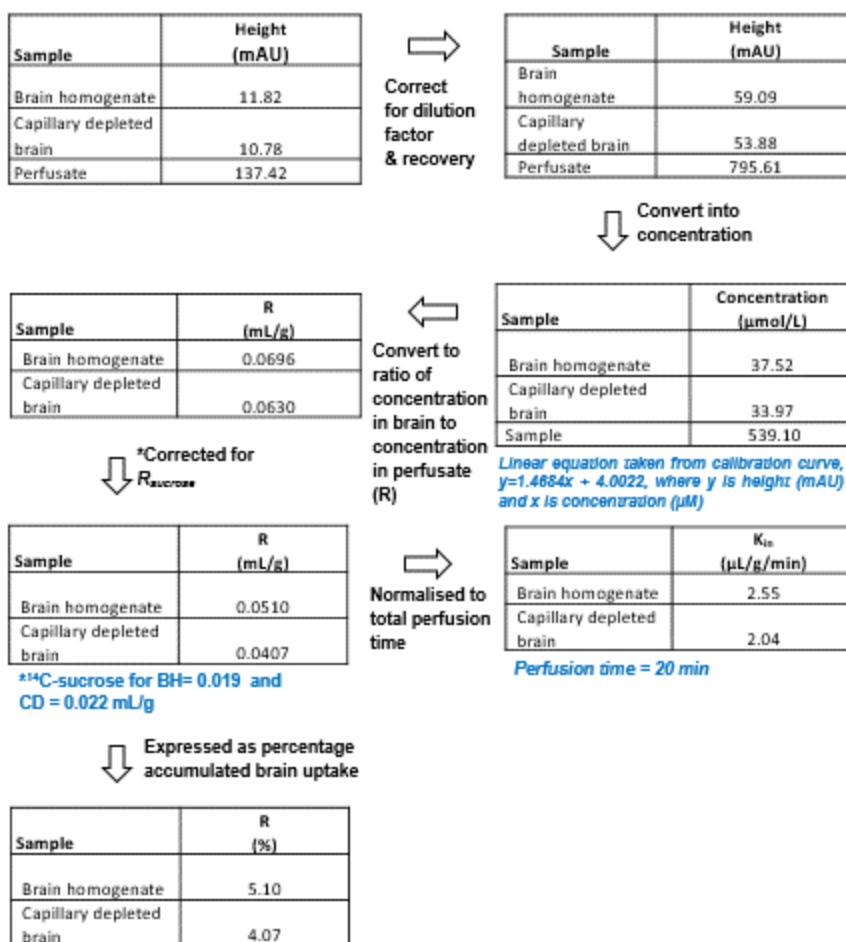 Sample Height (mAU)
Brain homogenate 11.82
Capillary depleted brain 10.78
Perfusate 137.42
Correct
for dilution
factor
& recovery
Sample Height (mAU)
Brain homogenate 59.09
Capillary depleted brain 53.88
Perfusate 795.61
Convert into
concentration
Sample Concentration (µmol/L)
Brain homogenate 37.52
Capillary depleted brain 33.97
Sample 539.10
Linear equation taken from calibration curve,
y=1.4684x + 4.0022, where y is height (mAU)
and x is concentration (µM)
Convert to
ratio of
concentration
in brain to
concentration
in perfusate
(R)
Sample R (mL/g)
Brain homogenate 0.0696
Capillary depleted brain 0.0630
*Corrected for
Rsucrose
Sample R (mL/g)
Brain homogenate 0.0510
Capillary depleted brain 0.0407
*14C-sucrose for BH= 0.019 and
CD = 0.022 mL/g
Normalised to
total perfusion
time
Sample Kin (µL/g/min)
Brain homogenate 2.55
Capillary depleted brain 2.04
Perfusion time = 20 min
Expressed as percentage
accumulated brain uptake
Sample R (%)
Brain homogenate 5.10
Capillary depleted brain 4.07